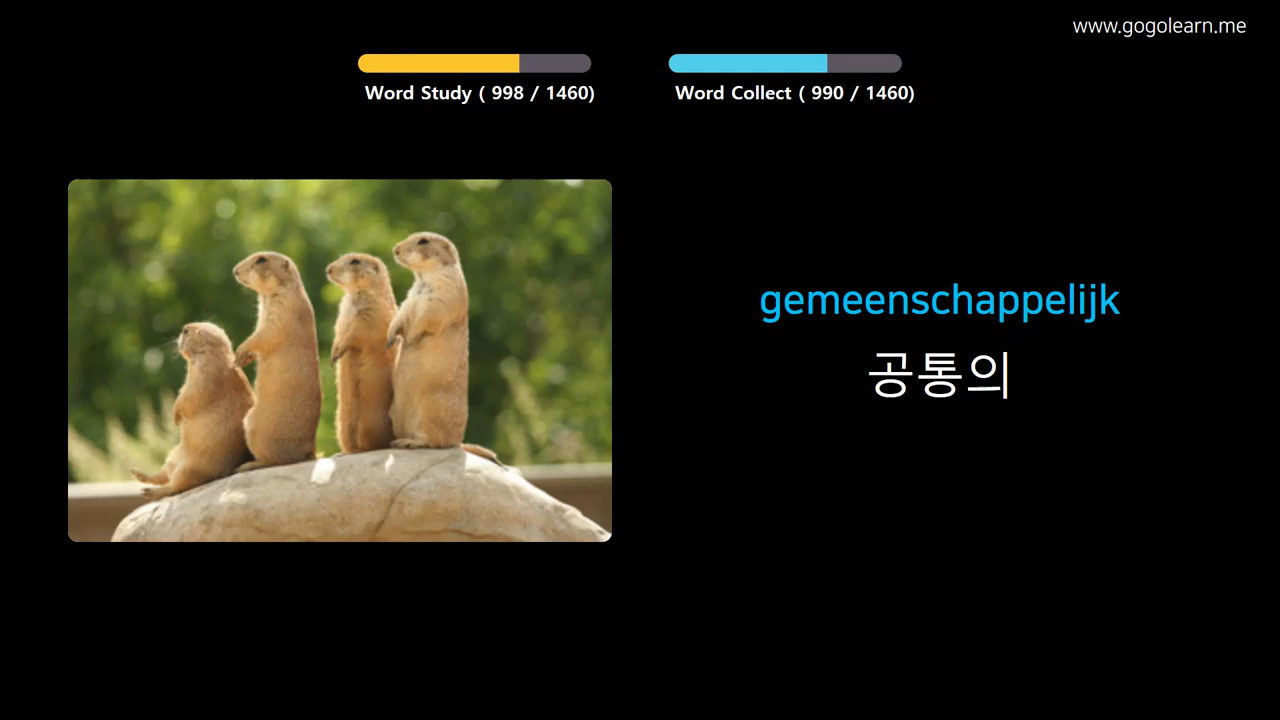 www.gogolearn.me
Word Study ( 998 / 1460)
Word Collect ( 990 / 1460)
gemeenschappelijk
공통의